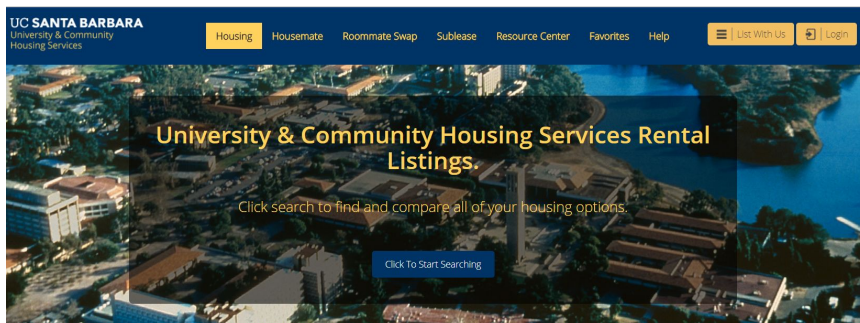 UC SANTA BARBARA
University & Community
Housing Services
Housing
Housemate
Roommate Swap
Sublease
Resource Center
Favorites
Help
List With Us
Login
University & Community Housing Services Rental
Listings.
Click search to find and compare all of your housing options.
Click To Start Searching